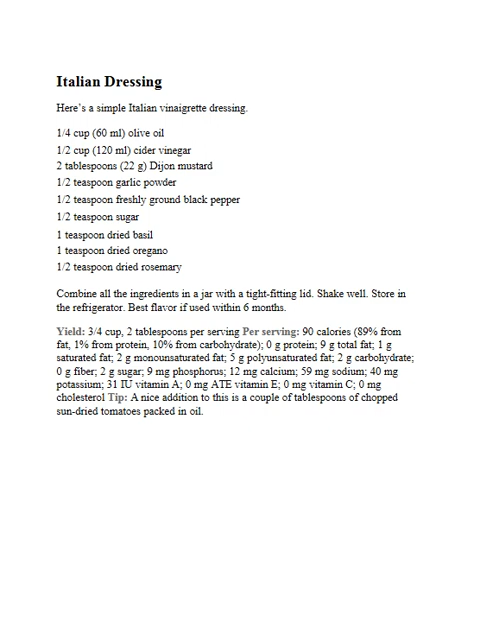 Italian Dressing
Here's a simple Italian vinaigrette dressing.
1/4 cup (60 ml) olive oil
1/2 cup (120 ml) cider vinegar
2 tablespoons (22 g) Dijon mustard
1/2 teaspoon garlic powder
1/2 teaspoon freshly ground black pepper
1/2 teaspoon sugar
1 teaspoon dried basil
1 teaspoon dried oregano
1/2 teaspoon dried rosemary
Combine all the ingredients in a jar with a tight-fitting lid. Shake well. Store in
the refrigerator. Best flavor if used within 6 months.
Yield: 3/4 cup, 2 tablespoons per serving Per serving: 90 calories (89% from
fat, 1% from protein, 10% from carbohydrate); 0 g protein; 9 g total fat; 1 g
saturated fat; 2 g monounsaturated fat; 5 g polyunsaturated fat; 2 g carbohydrate;
0 g fiber; 2 g sugar; 9 mg phosphorus; 12 mg calcium; 59 mg sodium; 40 mg
potassium; 31 IU vitamin A; 0 mg ATE vitamin E; 0 mg vitamin C; 0 mg
cholesterol Tip: A nice addition to this is a couple of tablespoons of chopped
sun-dried tomatoes packed in oil.